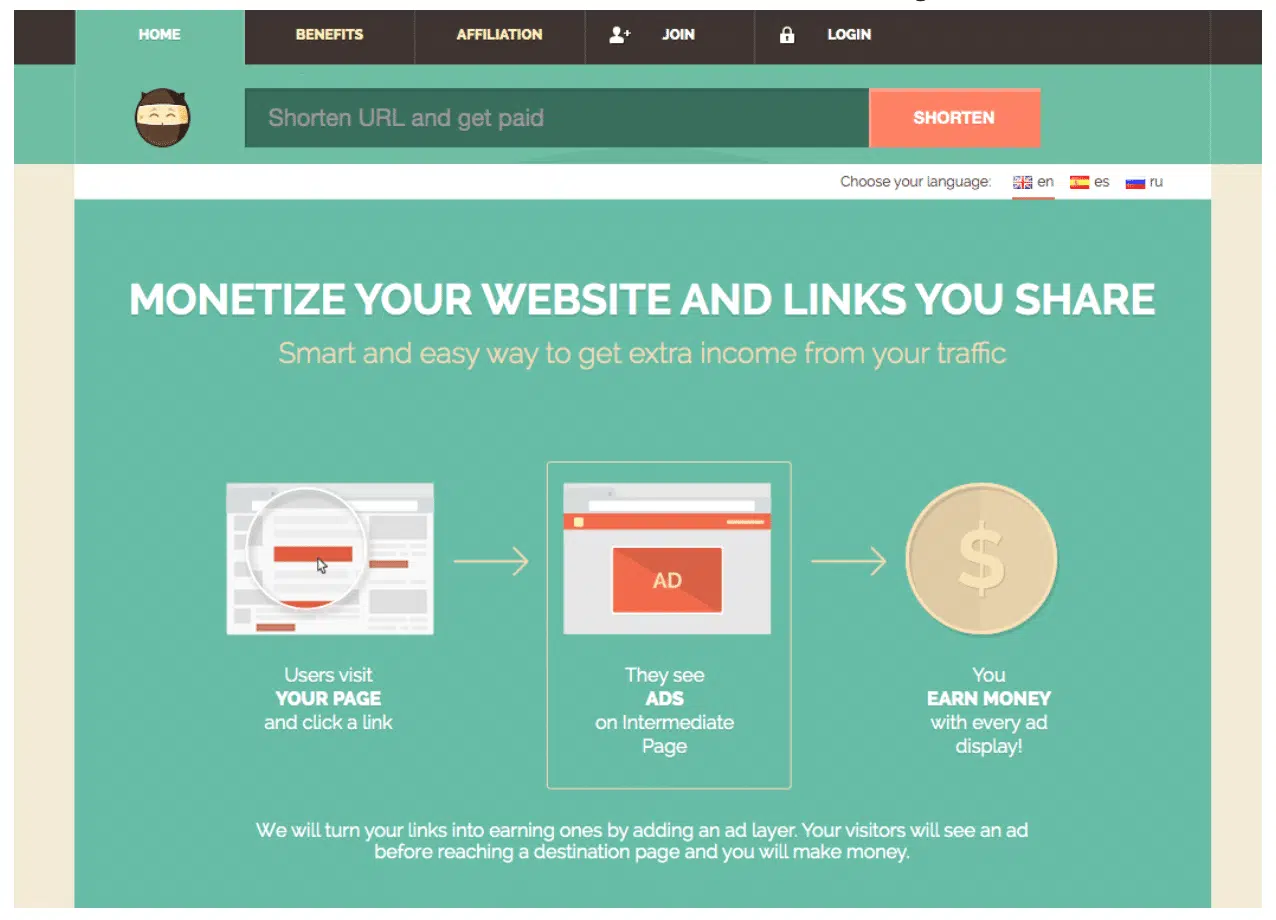 HOME BENEFITS AFFILIATION JOIN LOGIN
Shorten URL and get paid SHORTEN
Choose your language: en es ru
MONETIZE YOUR WEBSITE AND LINKS YOU SHARE
Smart and easy way to get extra income from your traffic
AD
$
Users visit
YOUR PAGE
and click a link
They see
ADS
on Intermediate
Page
You
EARN MONEY
with every ad
display!
We will turn your links into earning ones by adding an ad layer. Your visitors will see an ad
before reaching a destination page and you will make money.